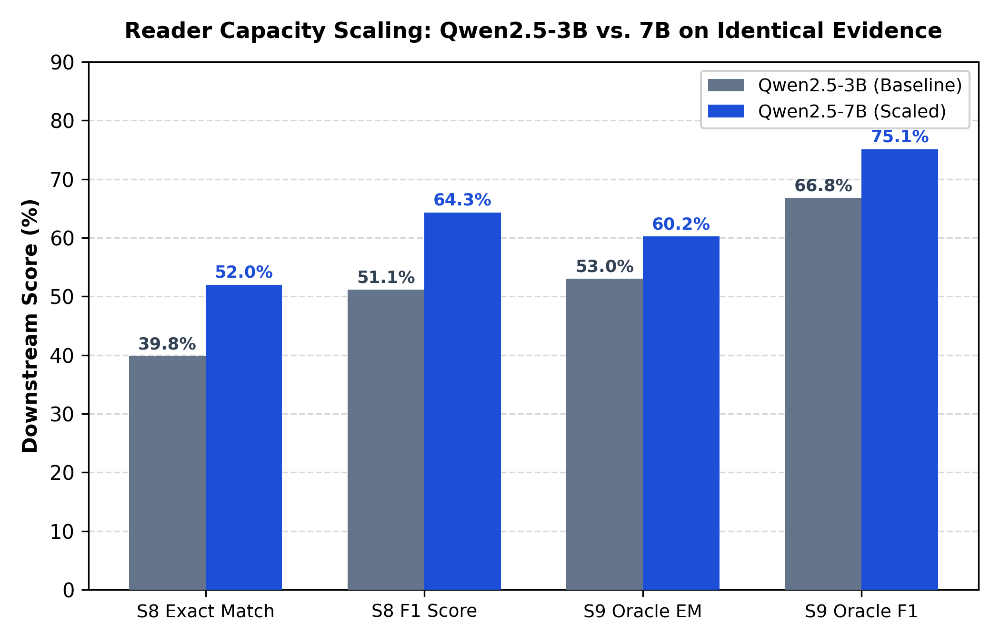 Reader Capacity Scaling: Qwen2.5-3B vs. 7B on Identical Evidence
Downstream Score (%)
90
80
70
60
50
40
30
20
10
0
Qwen2.5-3B (Baseline)
Qwen2.5-7B (Scaled)
39.8%
52.0%
51.1%
64.3%
53.0%
60.2%
66.8%
75.1%
S8 Exact Match
S8 F1 Score
S9 Oracle EM
S9 Oracle F1